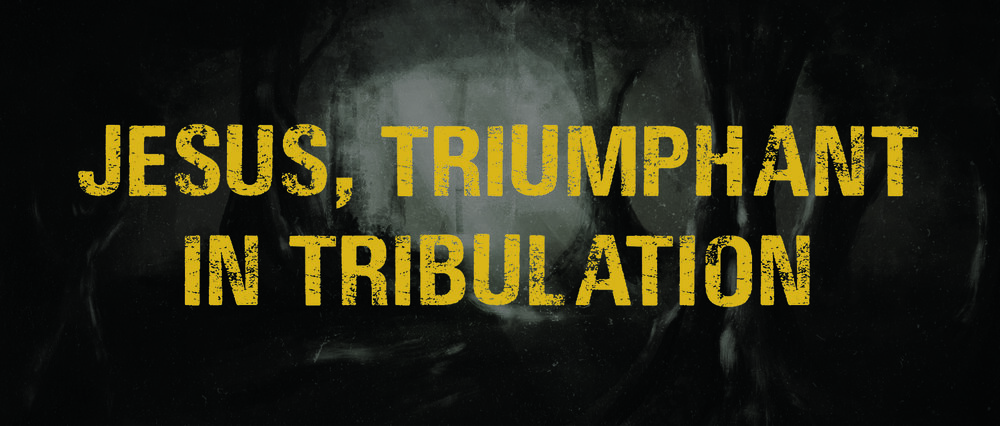 JESUS, TRIUMPHANT
IN TRIBULATION